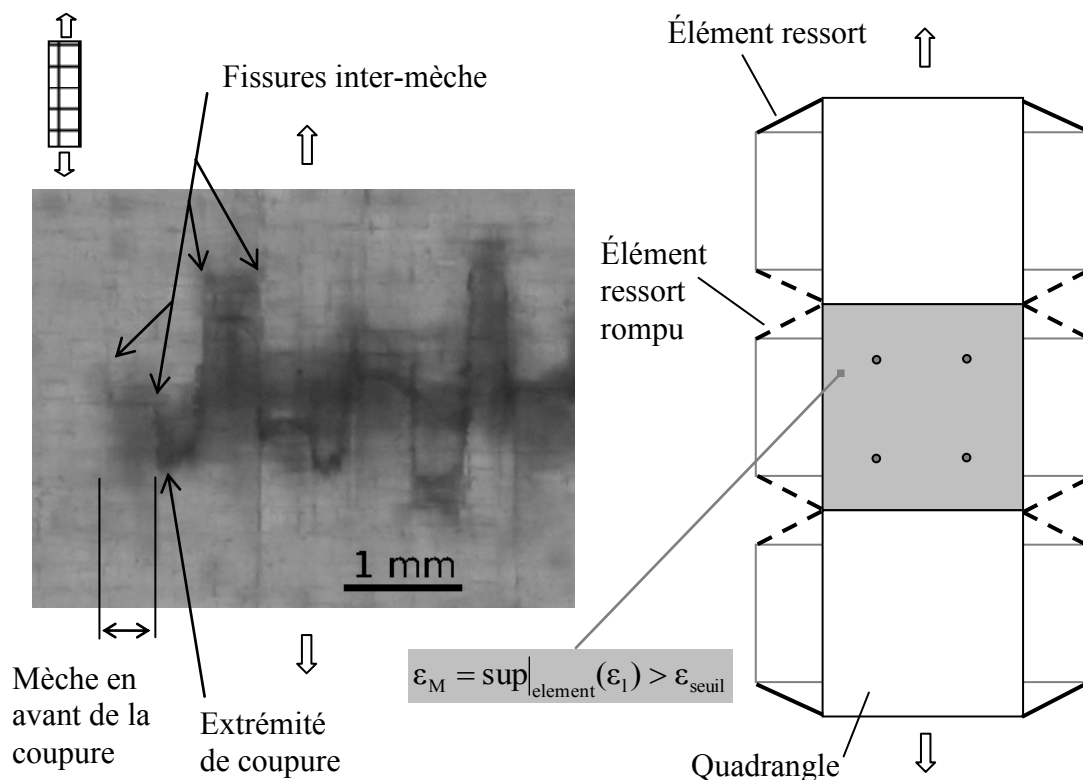 Élément ressort
Fissures inter-mèche
Élément
ressort
rompu
1 mm
ε_M = sup|_element(ε_l) > ε_seuil
Mèche en
avant de la
coupure
Extrémité
de coupure
Quadrangle